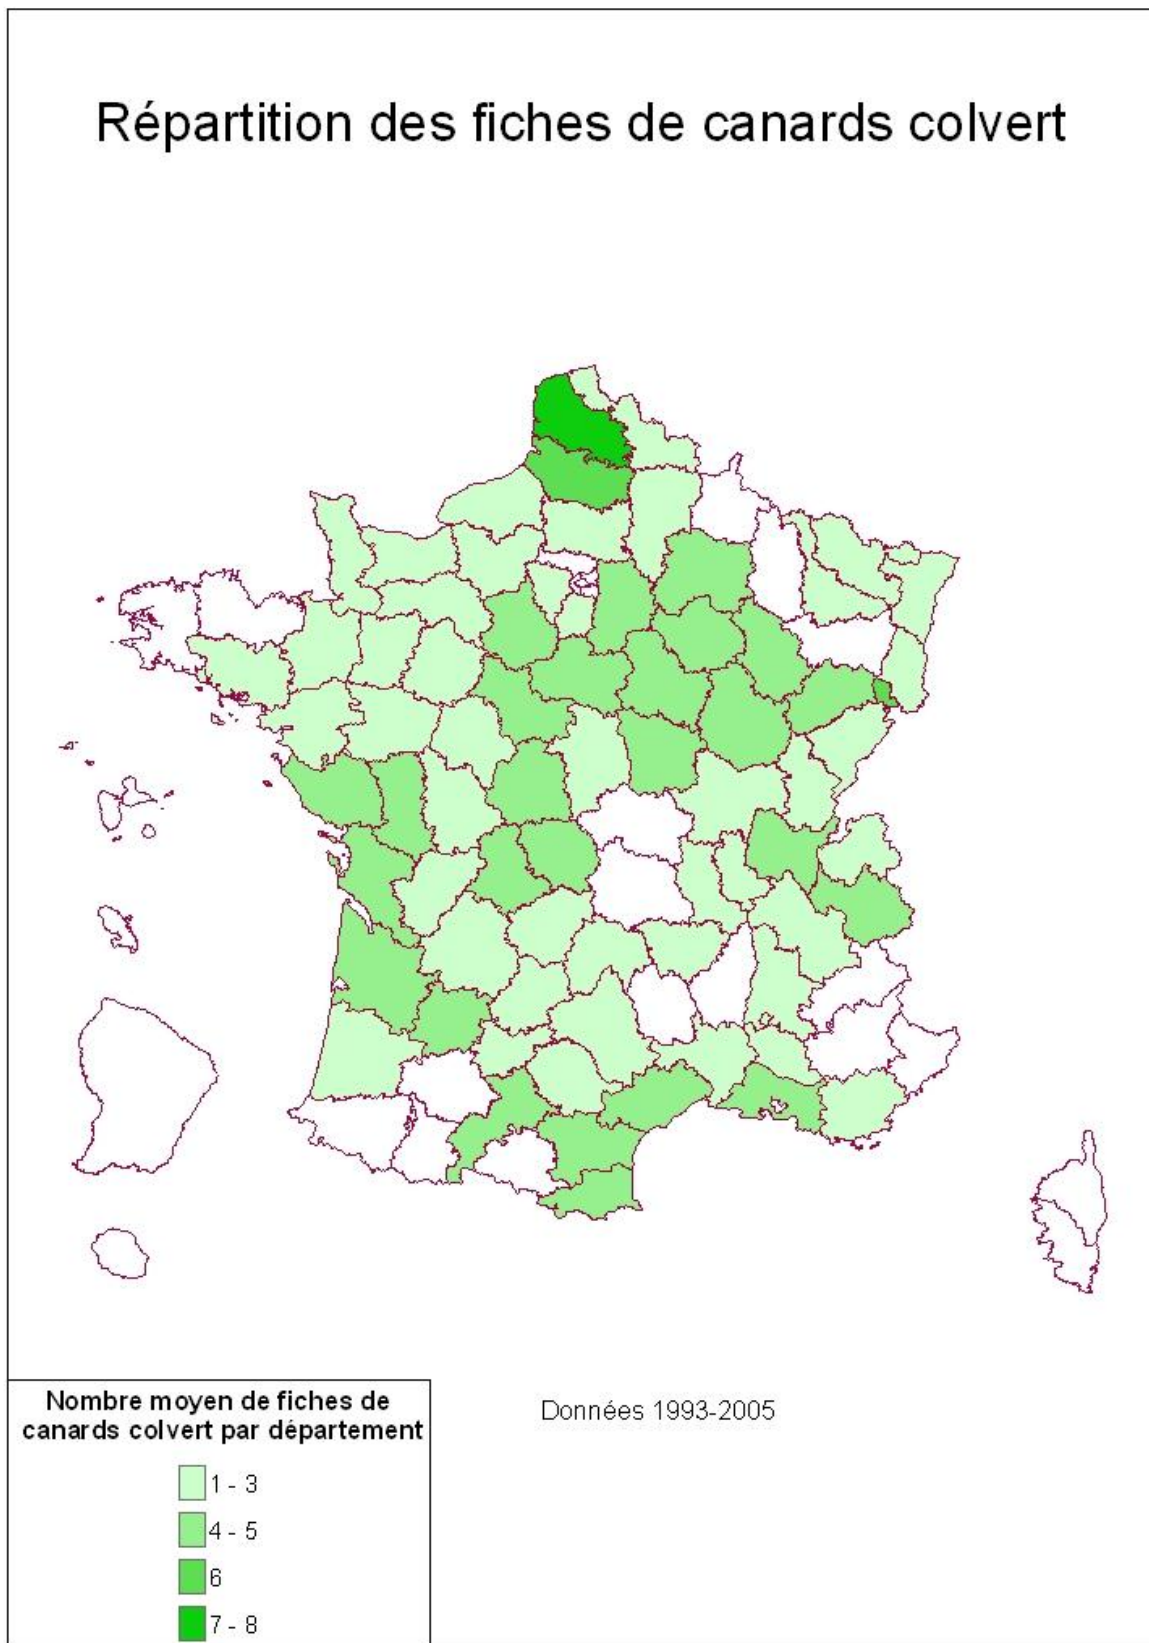 Répartition des fiches de canards colvert
Nombre moyen de fiches de
canards colvert par département
1 - 3
4 - 5
6
7 - 8
Données 1993-2005